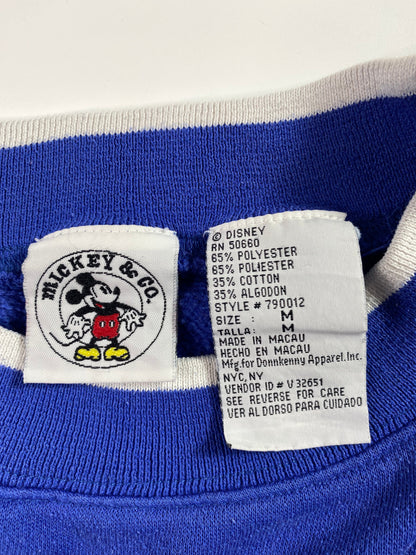 MICKEY & CO.
© DISNEY
RN 50660
65% POLYESTER
65% POLIESTER
35% COTTON
35% ALGODON
STYLE # 790012
SIZE : M
TALLA: M
MADE IN MACAU
HECHO EN MACAU
Mfg.for Donnkenny Apparel.Inc.
NYC, NY
VENDOR ID # V 32651
SEE REVERSE FOR CARE
VER AL DORSO PARA CUIDADO